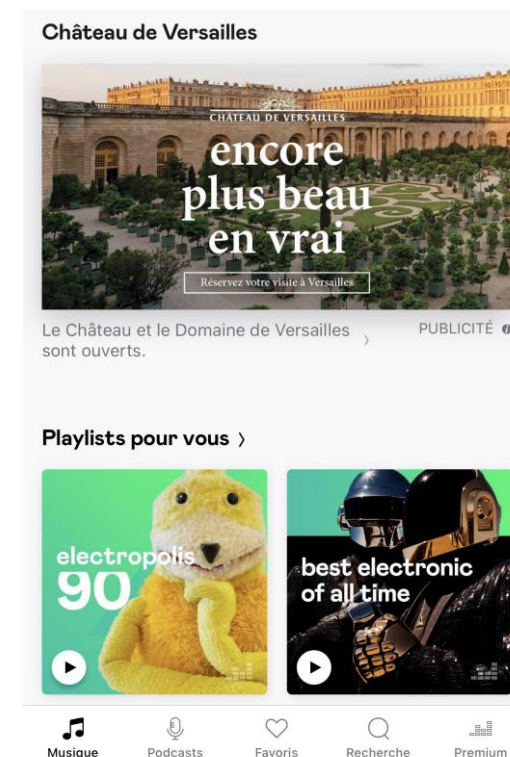 Château de Versailles
CHÂTEAU DE VERSAILLES
encore
plus beau
en vrai
Réservez votre visite à Versailles
Le Château et le Domaine de Versailles
sont ouverts.
PUBLICITÉ
Playlists pour vous
electropolis
90
best electronic
of all time
Musique
Podcasts
Favoris
Recherche
Premium